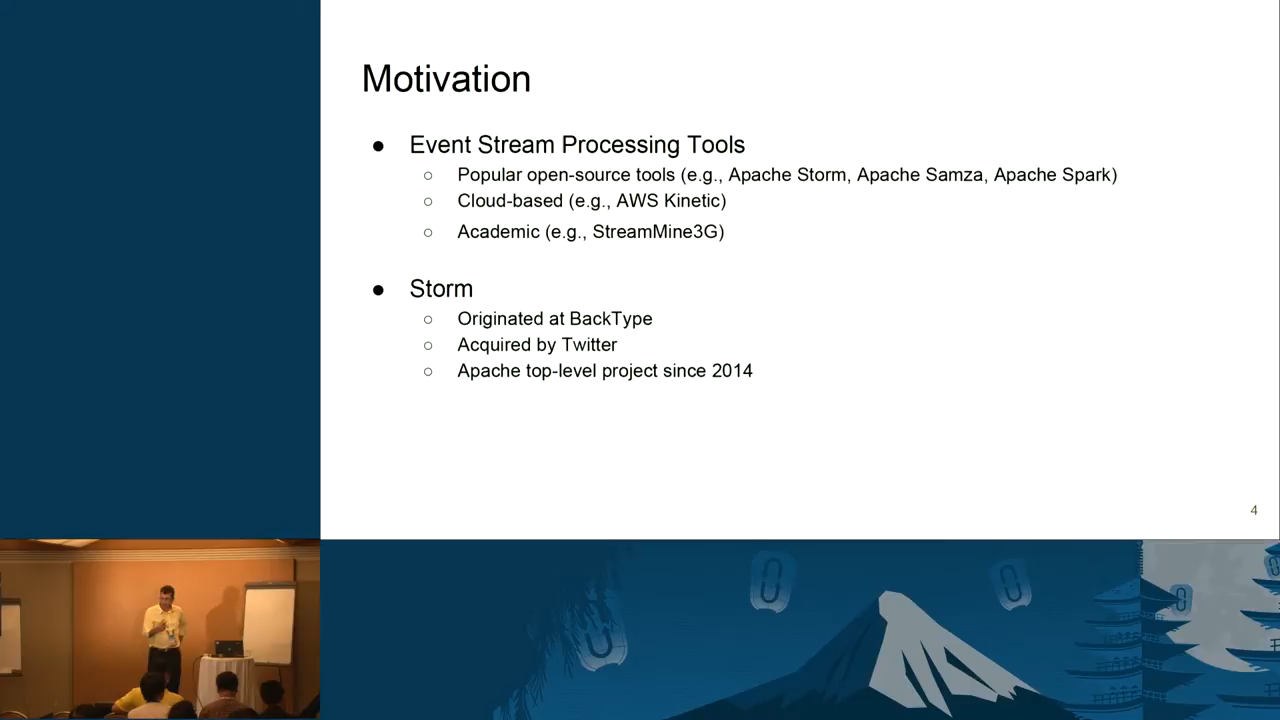 Motivation
● Event Stream Processing Tools
○ Popular open-source tools (e.g., Apache Storm, Apache Samza, Apache Spark)
○ Cloud-based (e.g., AWS Kinetic)
○ Academic (e.g., StreamMine3G)
● Storm
○ Originated at BackType
○ Acquired by Twitter
○ Apache top-level project since 2014
4